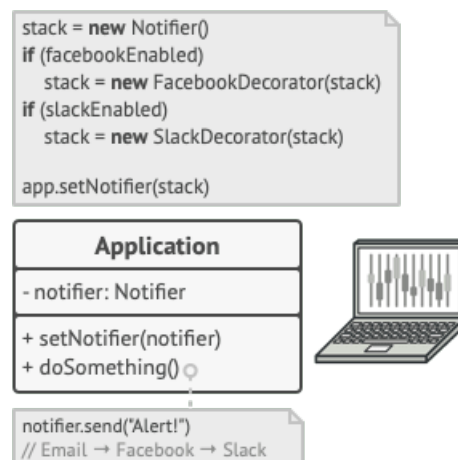 stack = new Notifier()
if (facebookEnabled)
stack = new FacebookDecorator(stack)
if (slackEnabled)
stack = new SlackDecorator(stack)
app.setNotifier(stack)
Application
- notifier: Notifier
+ setNotifier(notifier)
+ doSomething()
notifier.send("Alert!")
// Email → Facebook → Slack